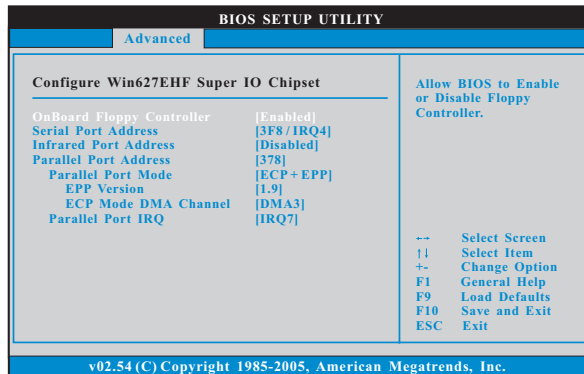 BIOS SETUP UTILITY
Advanced
Configure Win627EHF Super IO Chipset
OnBoard Floppy Controller [Enabled]
Serial Port Address [3F8 / IRQ4]
Infrared Port Address [Disabled]
Parallel Port Address [378]
Parallel Port Mode [ECP + EPP]
EPP Version [1.9]
ECP Mode DMA Channel [DMA3]
Parallel Port IRQ [IRQ7]
Allow BIOS to Enable
or Disable Floppy
Controller.
←→ Select Screen
↑↓ Select Item
+- Change Option
F1 General Help
F9 Load Defaults
F10 Save and Exit
ESC Exit
v02.54 (C) Copyright 1985-2005, American Megatrends, Inc.